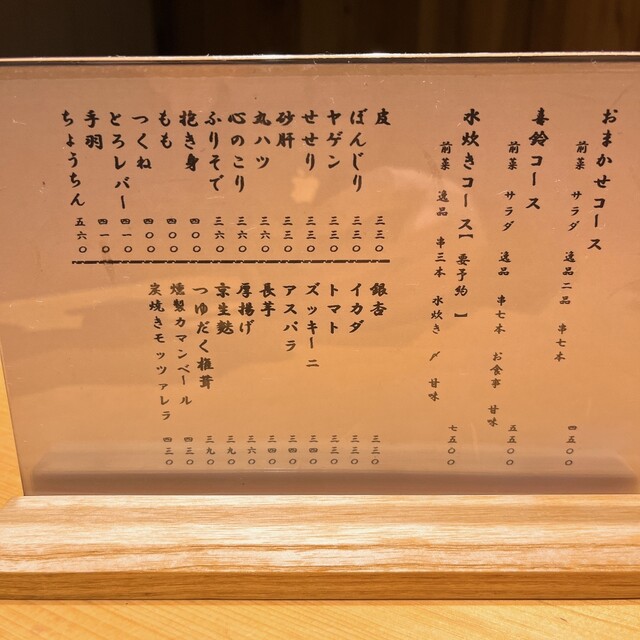 おまかせコース
前菜 サラダ 逸品二品 串七本 四五〇〇
喜鈴コース
前菜 サラダ 逸品 串七本 お食事 甘味 五五〇〇
水炊きコース【要予約】
前菜 逸品 串三本 水炊き 〆 甘味 七五〇〇
皮 三三〇
ぼんじり 三三〇
ヤゲン 三三〇
せせり 三三〇
砂肝 三三〇
丸ハツ 三六〇
心のこり 三六〇
ふりそで 三六〇
抱き身 四〇〇
もも 四〇〇
つくね 四〇〇
とろレバー 四一〇
手羽 四一〇
ちょうちん 五六〇
銀杏 三三〇
イカダ 三三〇
トマト 三三〇
ズッキーニ 三四〇
アスパラ 三四〇
長芋 三四〇
厚揚げ 三六〇
京生麩 三九〇
つゆだく椎茸 三九〇
燻製カマンベール 四三〇
炭焼きモッツァレラ 四三〇